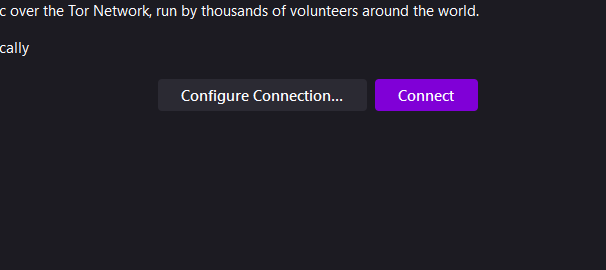 c over the Tor Network, run by thousands of volunteers around the world.
cally
Configure Connection...
Connect